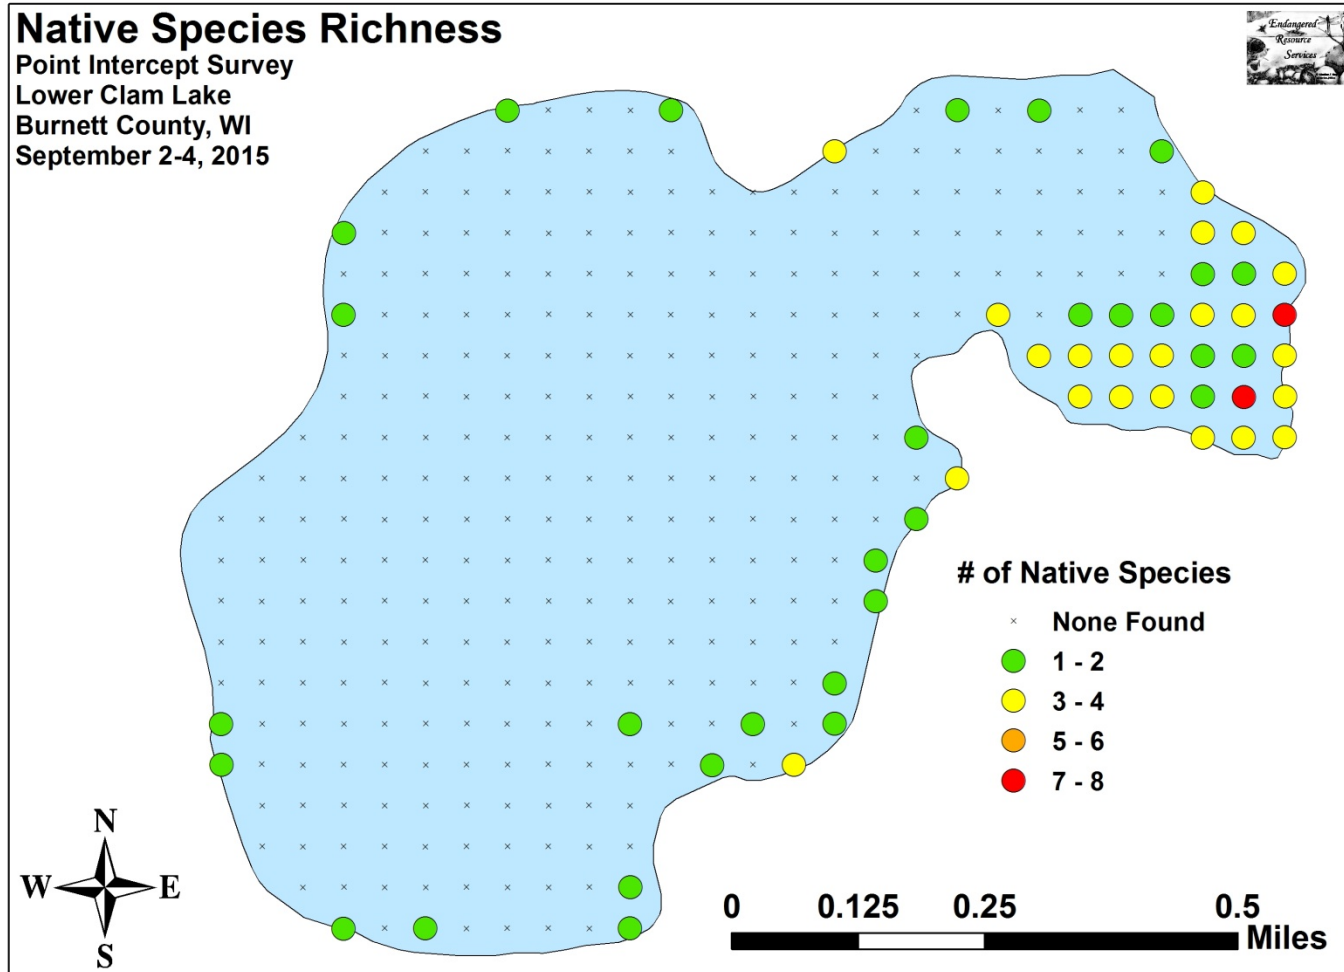 Native Species Richness
Point Intercept Survey
Lower Clam Lake
Burnett County, WI
September 2-4, 2015
Endangered
Resource
Services
# of Native Species
None Found
1 - 2
3 - 4
5 - 6
7 - 8
N
W E
S
0 0.125 0.25 0.5
Miles